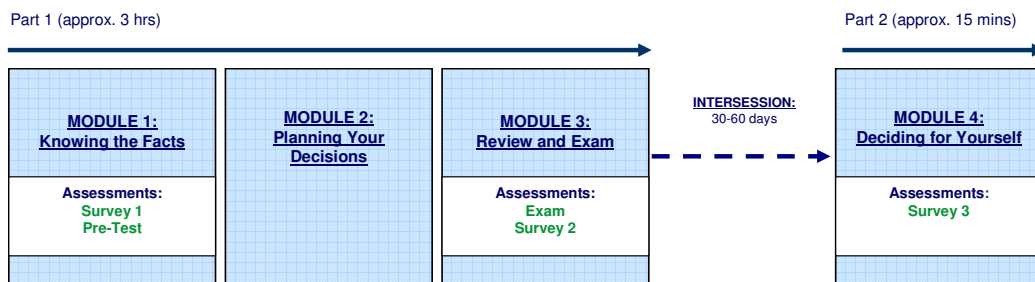 Part 1 (approx. 3 hrs)
Part 2 (approx. 15 mins)
MODULE 1:
Knowing the Facts
Assessments:
Survey 1
Pre-Test
MODULE 2:
Planning Your
Decisions
MODULE 3:
Review and Exam
Assessments:
Exam
Survey 2
INTERSESSION:
30-60 days
MODULE 4:
Deciding for Yourself
Assessments:
Survey 3